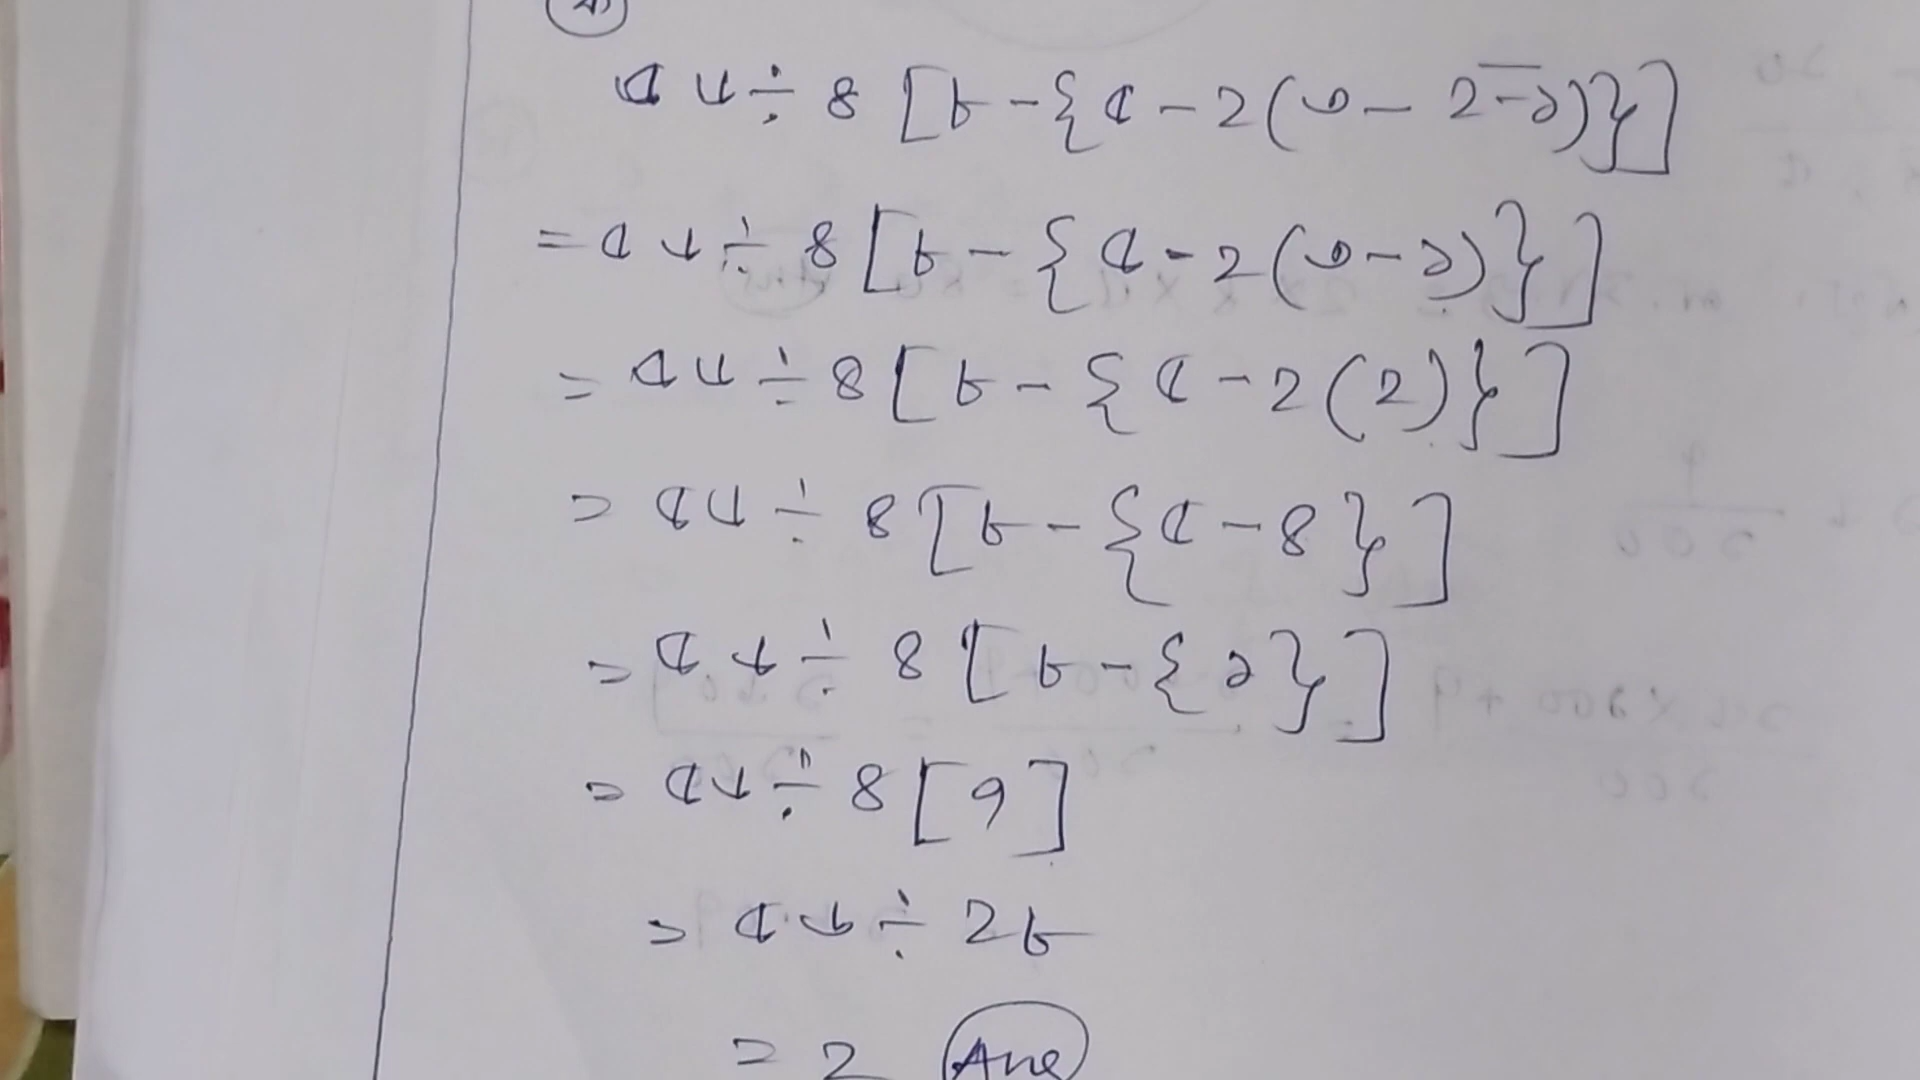 ৫৬ ÷ ৪ [৮ - {৫ - ২(৩ - ২̅-̅১̅)}]
= ৫৬ ÷ ৪ [৮ - {৫ - ২(৩ - ১)}]
= ৫৬ ÷ ৪ [৮ - {৫ - ২(২)}]
= ৫৬ ÷ ৪ [৮ - {৫ - ৪}]
= ৫৬ ÷ ৪ [৮ - {১}]
= ৫৬ ÷ ৪ [৭]
= ৫৬ ÷ ২৮
= ২ Ans